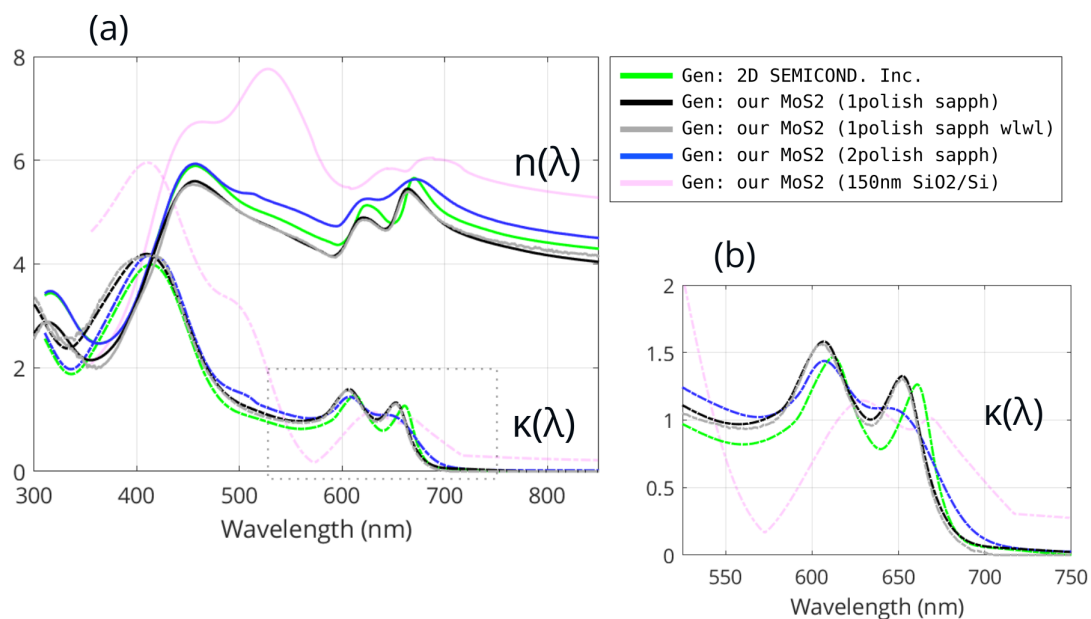 (a)
8
6
4
2
0
n(λ)
κ(λ)
300 400 500 600 700 800
Wavelength (nm)
Gen: 2D SEMICOND. Inc.
Gen: our MoS2 (1polish sapph)
Gen: our MoS2 (1polish sapph wlwl)
Gen: our MoS2 (2polish sapph)
Gen: our MoS2 (150nm SiO2/Si)
(b)
2
1.5
1
0.5
0
κ(λ)
550 600 650 700 750
Wavelength (nm)